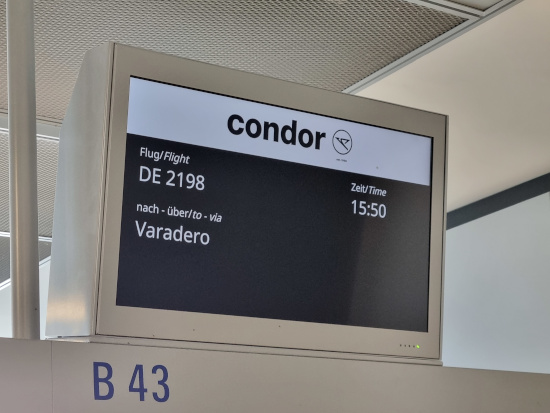 condor
Flug/Flight
DE 2198
Zeit/Time
15:50
nach - über/to - via
Varadero
B 43